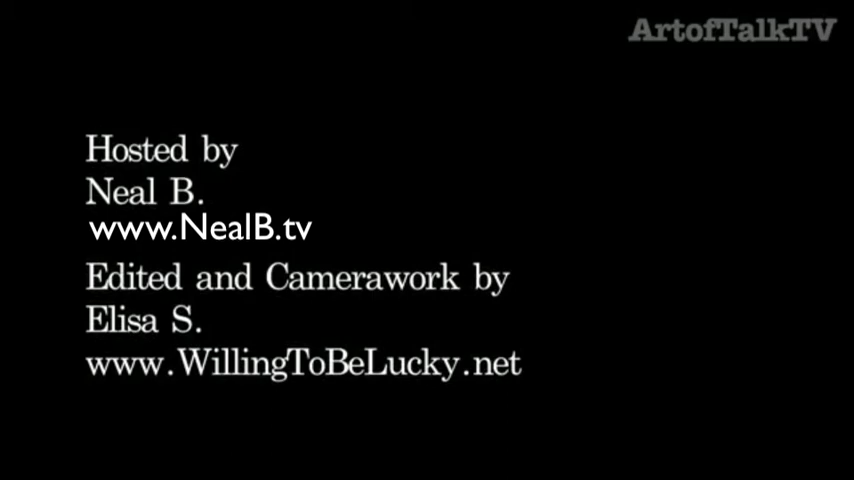 ArtofTalkTV
Hosted by
Neal B.
www.NealB.tv
Edited and Camerawork by
Elisa S.
www.WillingToBeLucky.net